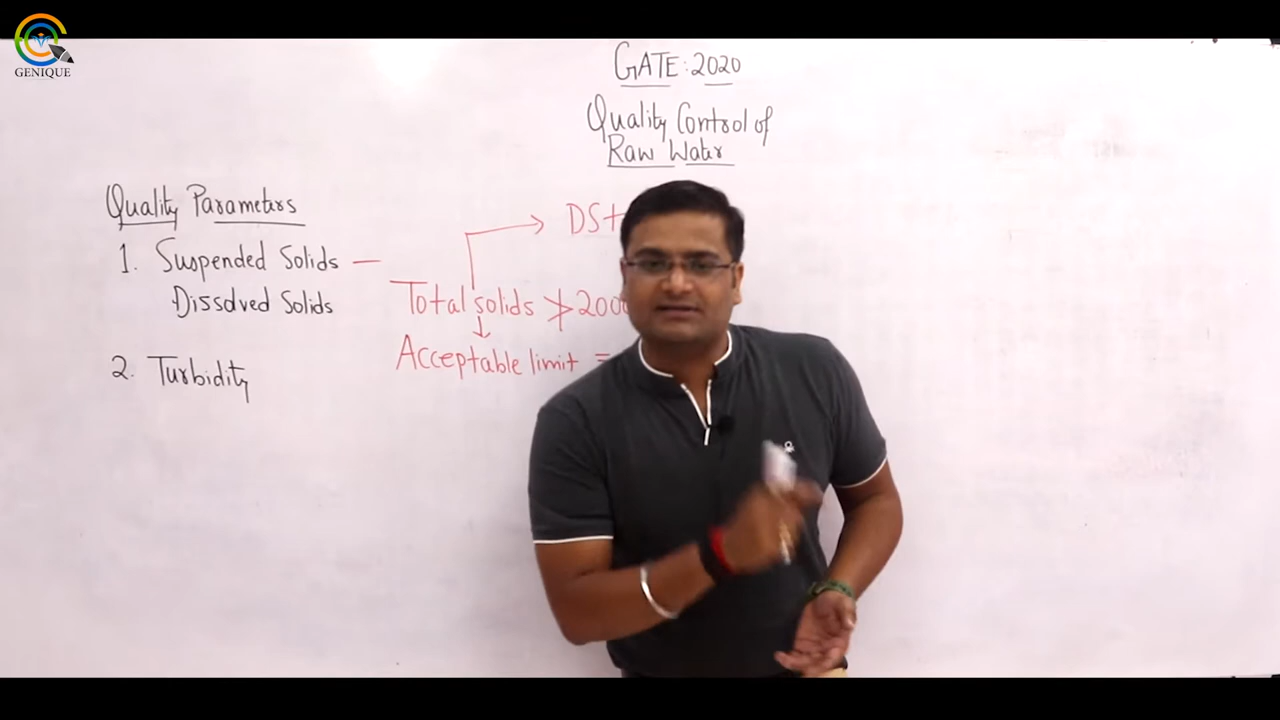 GENIQUE
GATE: 2020
Quality Control of
Raw Water
Quality Parameters
1. Suspended Solids —
Dissolved Solids
DS+
Total solids ≯ 200
Acceptable limit =
2. Turbidity